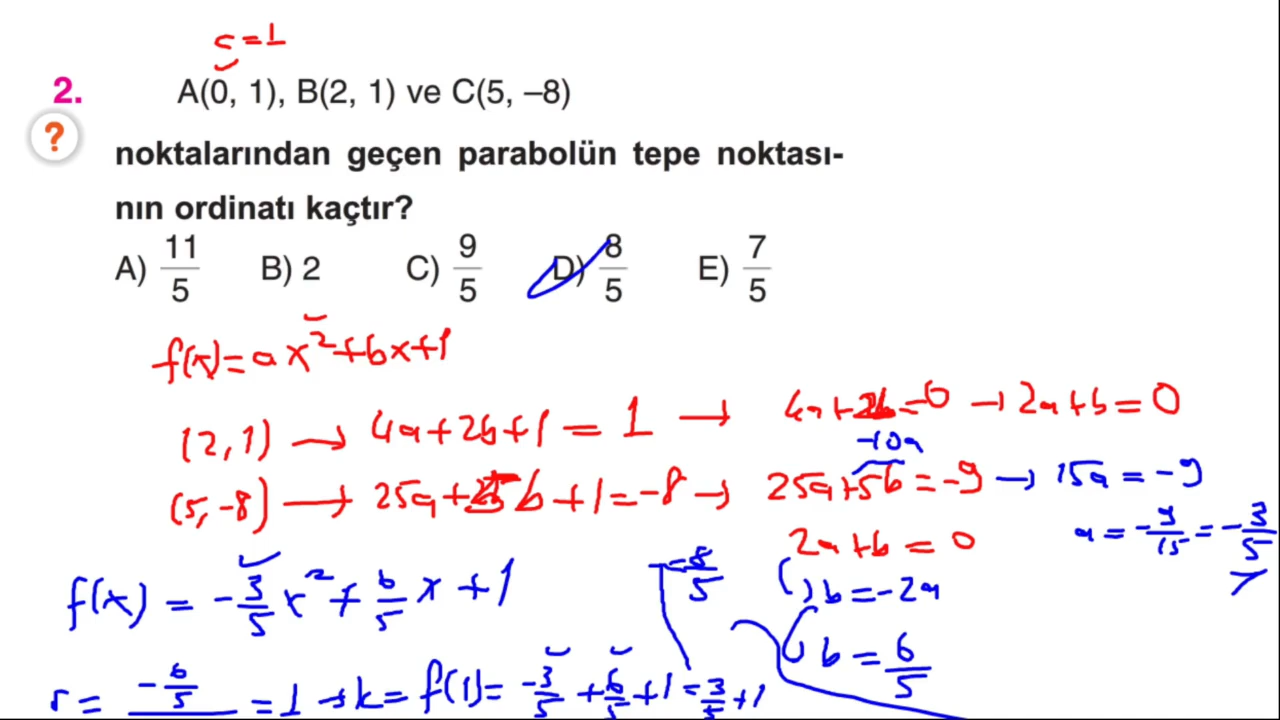 c=1
2. A(0, 1), B(2, 1) ve C(5, –8)
?
noktalarından geçen parabolün tepe noktası-
nın ordinatı kaçtır?
A) 11/5 B) 2 C) 9/5 D) 8/5 E) 7/5
f(x)=ax²+bx+1
(2,1) → 4a+2b+1=1 → 4a+2b=0 → 2a+b=0
-10a
(5,-8) → 25a+5b+1=-8 → 25a+5b=-9 → 15a=-9
2a+b=0 a=-9/15=-3/5
f(x)=-3/5x²+6/5x+1 8/5 b=-2a
b=6/5
r=-6/5 =1 → k=f(1)=-3/5+6/5+1=3/5+1